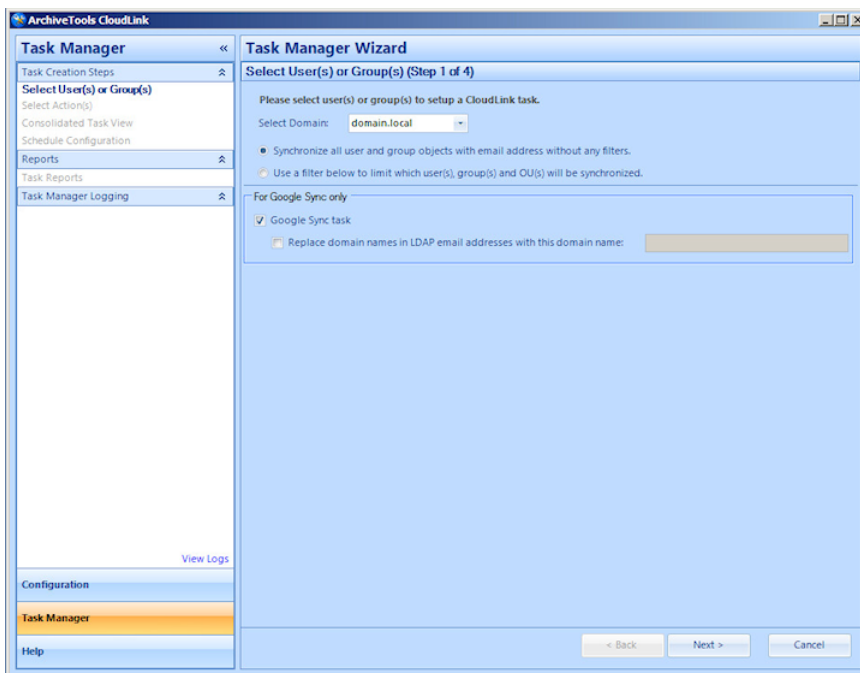 ArchiveTools CloudLink
Task Manager «
Task Creation Steps
Select User(s) or Group(s)
Select Action(s)
Consolidated Task View
Schedule Configuration
Reports
Task Reports
Task Manager Logging
View Logs
Configuration
Task Manager
Help
Task Manager Wizard
Select User(s) or Group(s) (Step 1 of 4)
Please select user(s) or group(s) to setup a CloudLink task.
Select Domain: domain.local
Synchronize all user and group objects with email address without any filters.
Use a filter below to limit which user(s), group(s) and OU(s) will be synchronized.
For Google Sync only
Google Sync task
Replace domain names in LDAP email addresses with this domain name:
< Back Next > Cancel